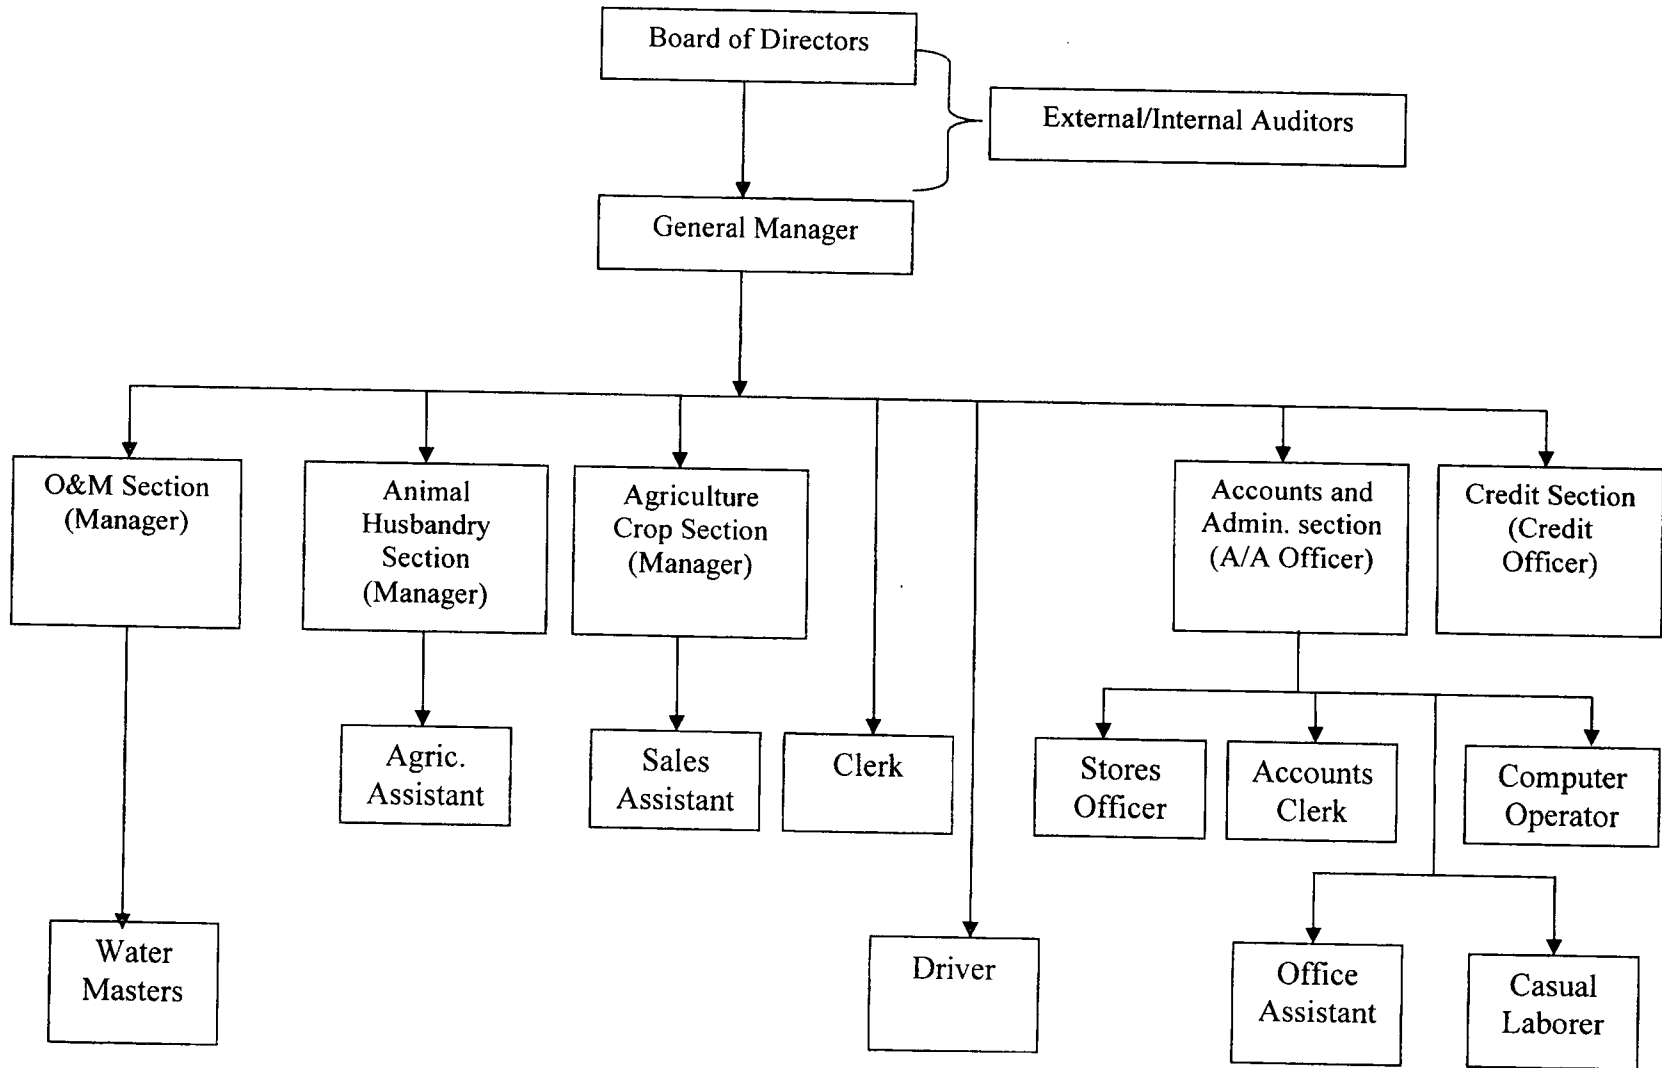 Board of Directors
External/Internal Auditors
General Manager
O&M Section
(Manager)
Animal
Husbandry
Section
(Manager)
Agriculture
Crop Section
(Manager)
Accounts and
Admin. section
(A/A Officer)
Credit Section
(Credit
Officer)
Agric.
Assistant
Sales
Assistant
Clerk
Stores
Officer
Accounts
Clerk
Computer
Operator
Water
Masters
Driver
Office
Assistant
Casual
Laborer